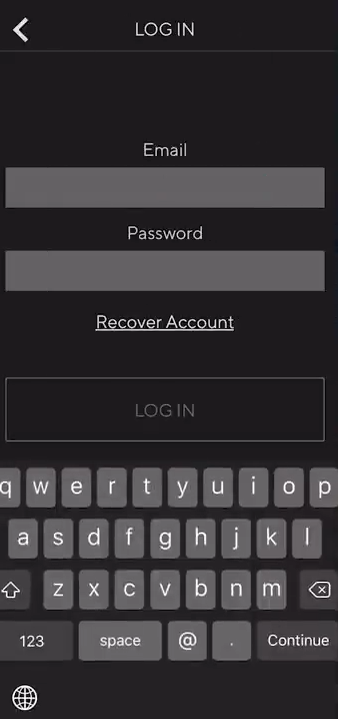 LOG IN
Email
Password
Recover Account
LOG IN
q w e r t y u i o p
a s d f g h j k l
z x c v b n m
123 space @ . Continue